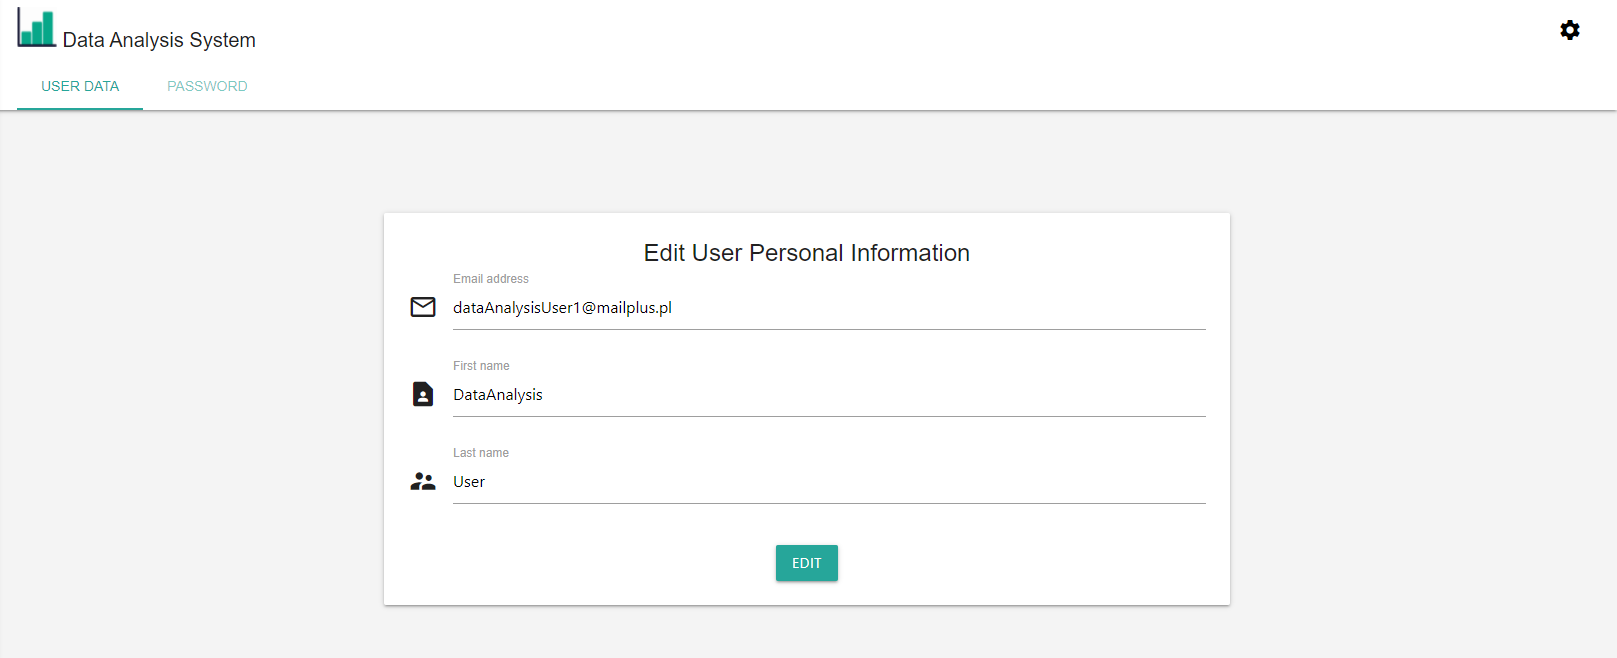 Data Analysis System
USER DATA PASSWORD
Edit User Personal Information
Email address
dataAnalysisUser1@mailplus.pl
First name
DataAnalysis
Last name
User
EDIT